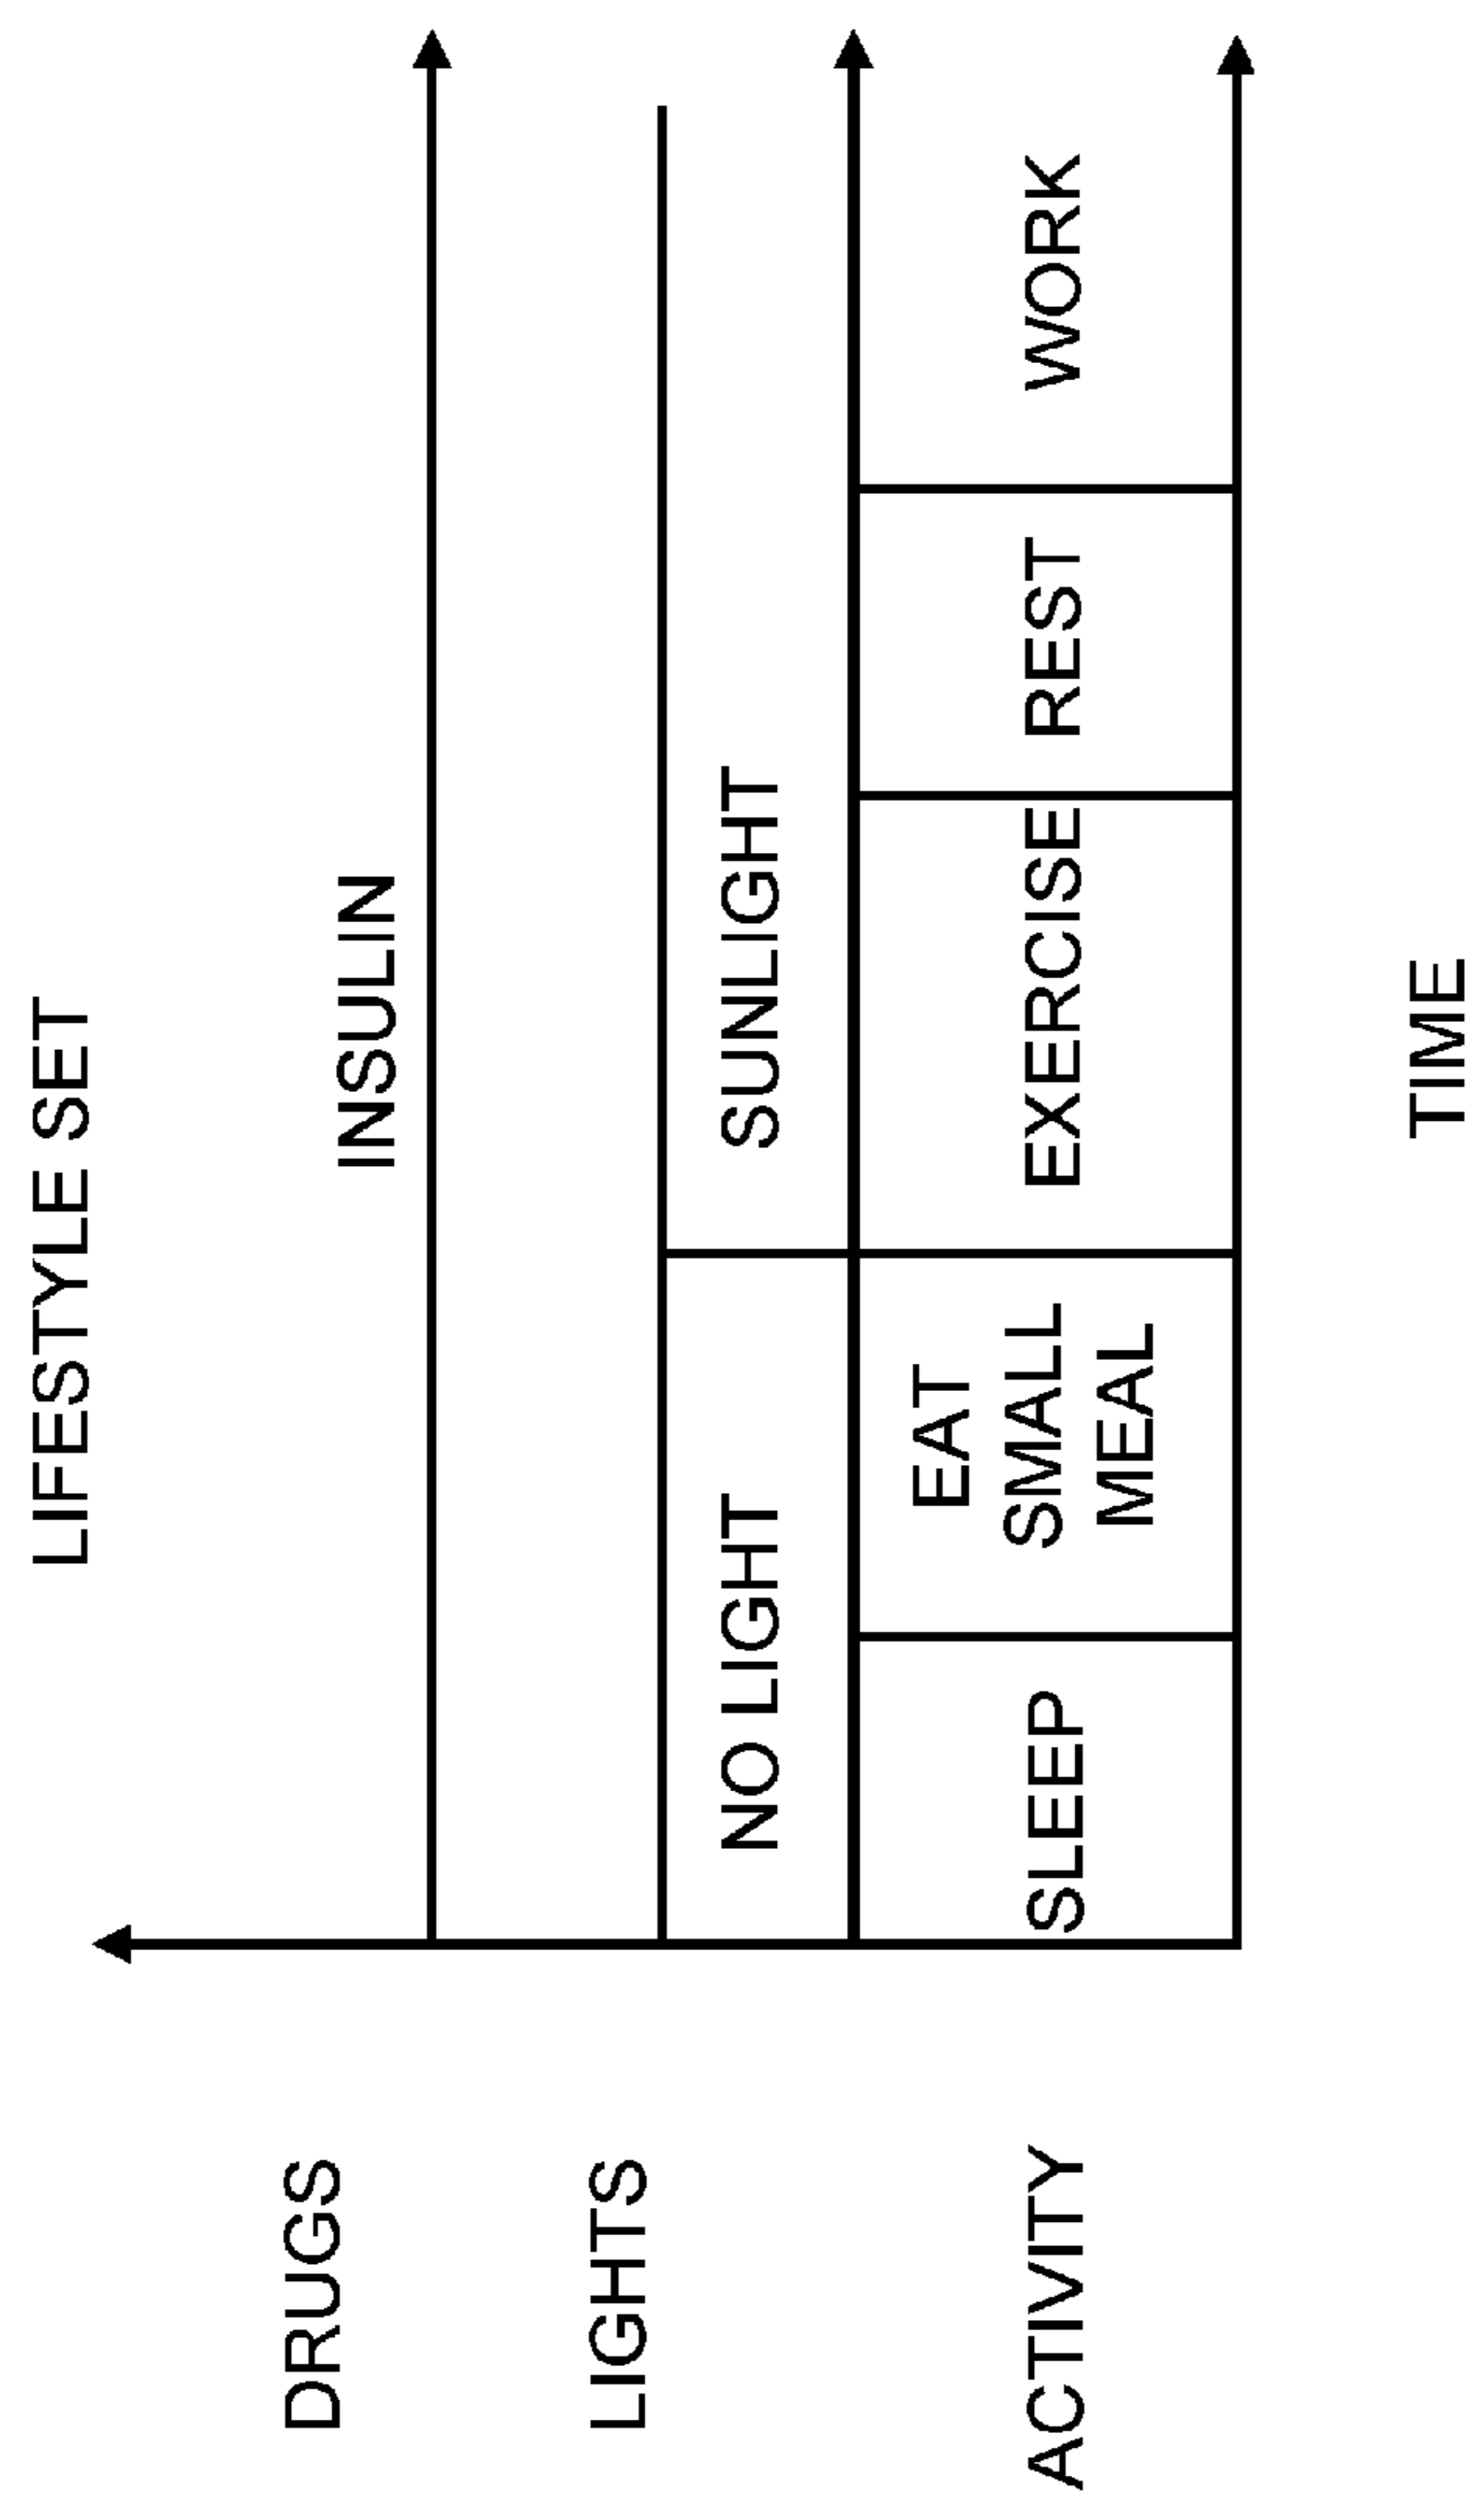 LIFESTYLE SET
DRUGS
INSULIN
LIGHTS
NO LIGHT
SUNLIGHT
ACTIVITY
SLEEP
EAT
SMALL
MEAL
EXERCISE
REST
WORK
TIME